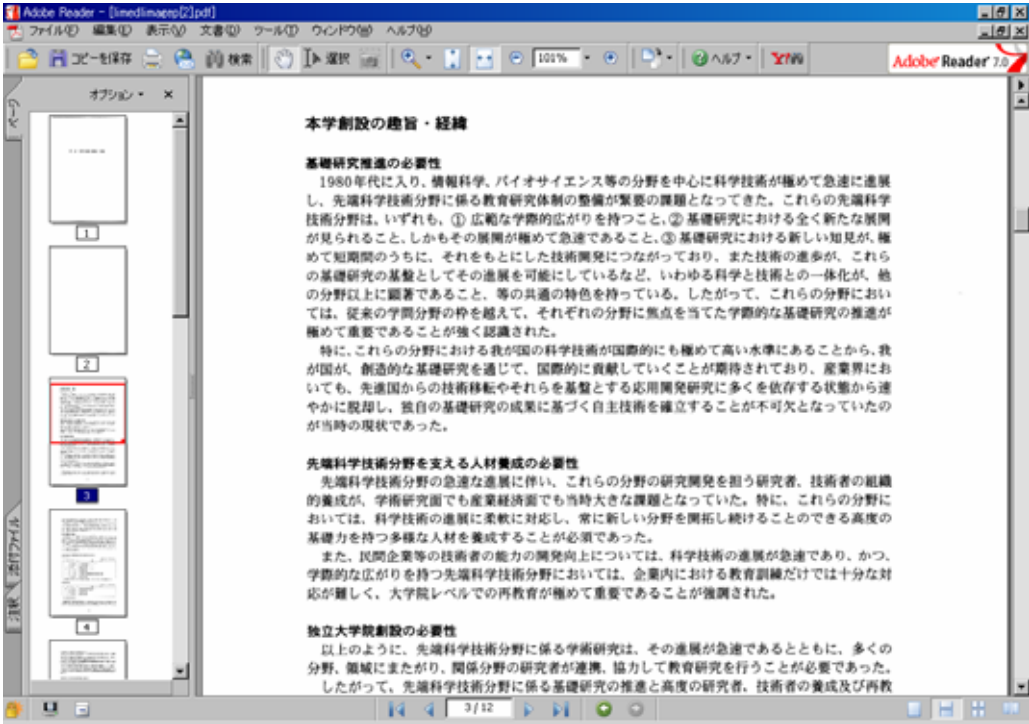 Adobe Reader - [limedlimagep[2].pdf]
ファイル(F) 編集(E) 表示(V) 文書(D) ツール(T) ウィンドウ(W) ヘルプ(H)
コピーを保存 検索 選択 101% ヘルプ Y! Adobe Reader 7.0
オプション ×
ページ
添付ファイル
注釈
1
2
3
4
本学創設の趣旨・経緯
基礎研究推進の必要性
1980年代に入り、情報科学、バイオサイエンス等の分野を中心に科学技術が極めて急速に進展
し、先端科学技術分野に係る教育研究体制の整備が緊要の課題となってきた。これらの先端科学
技術分野は、いずれも、① 広範な学際的広がりを持つこと、② 基礎研究における全く新たな展開
が見られること、しかもその展開が極めて急速であること、③ 基礎研究における新しい知見が、極
めて短期間のうちに、それをもとにした技術開発につながっており、また技術の進歩が、これら
の基礎研究の基盤としてその進展を可能にしているなど、いわゆる科学と技術との一体化が、他
の分野以上に顕著であること、等の共通の特色を持っている。したがって、これらの分野におい
ては、従来の学問分野の枠を越えて、それぞれの分野に焦点を当てた学際的な基礎研究の推進が
極めて重要であることが強く認識された。
特に、これらの分野における我が国の科学技術が国際的にも極めて高い水準にあることから、我
が国が、創造的な基礎研究を通じて、国際的に貢献していくことが期待されており、産業界にお
いても、先進国からの技術移転やそれらを基盤とする応用開発研究に多くを依存する状態から速
やかに脱却し、独自の基礎研究の成果に基づく自主技術を確立することが不可欠となっていたの
が当時の現状であった。
先端科学技術分野を支える人材養成の必要性
先端科学技術分野の急速な進展に伴い、これらの分野の研究開発を担う研究者、技術者の組織
的養成が、学術研究面でも産業経済面でも当時大きな課題となっていた。特に、これらの分野に
おいては、科学技術の進展に柔軟に対応し、常に新しい分野を開拓し続けることのできる高度の
基礎力を持つ多様な人材を養成することが必須であった。
また、民間企業等の技術者の能力の開発向上については、科学技術の進展が急速であり、かつ、
学際的な広がりを持つ先端科学技術分野においては、企業内における教育訓練だけでは十分な対
応が難しく、大学院レベルでの再教育が極めて重要であることが強調された。
独立大学院創設の必要性
以上のように、先端科学技術分野に係る学術研究は、その進展が急速であるとともに、多くの
分野、領域にまたがり、関係分野の研究者が連携、協力して教育研究を行うことが必要であった。
したがって、先端科学技術分野に係る基礎研究の推進と高度の研究者、技術者の養成及び再教
3/12